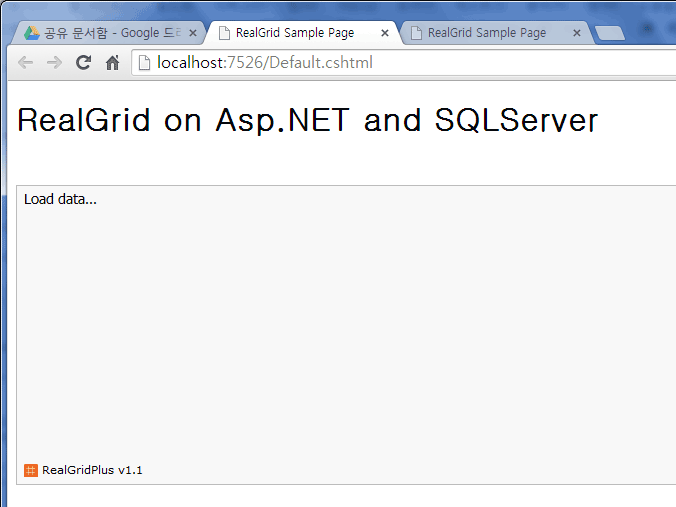 공유 문서함 - Google 드
RealGrid Sample Page
RealGrid Sample Page
localhost:7526/Default.cshtml
RealGrid on Asp.NET and SQLServer
Load data...
RealGridPlus v1.1